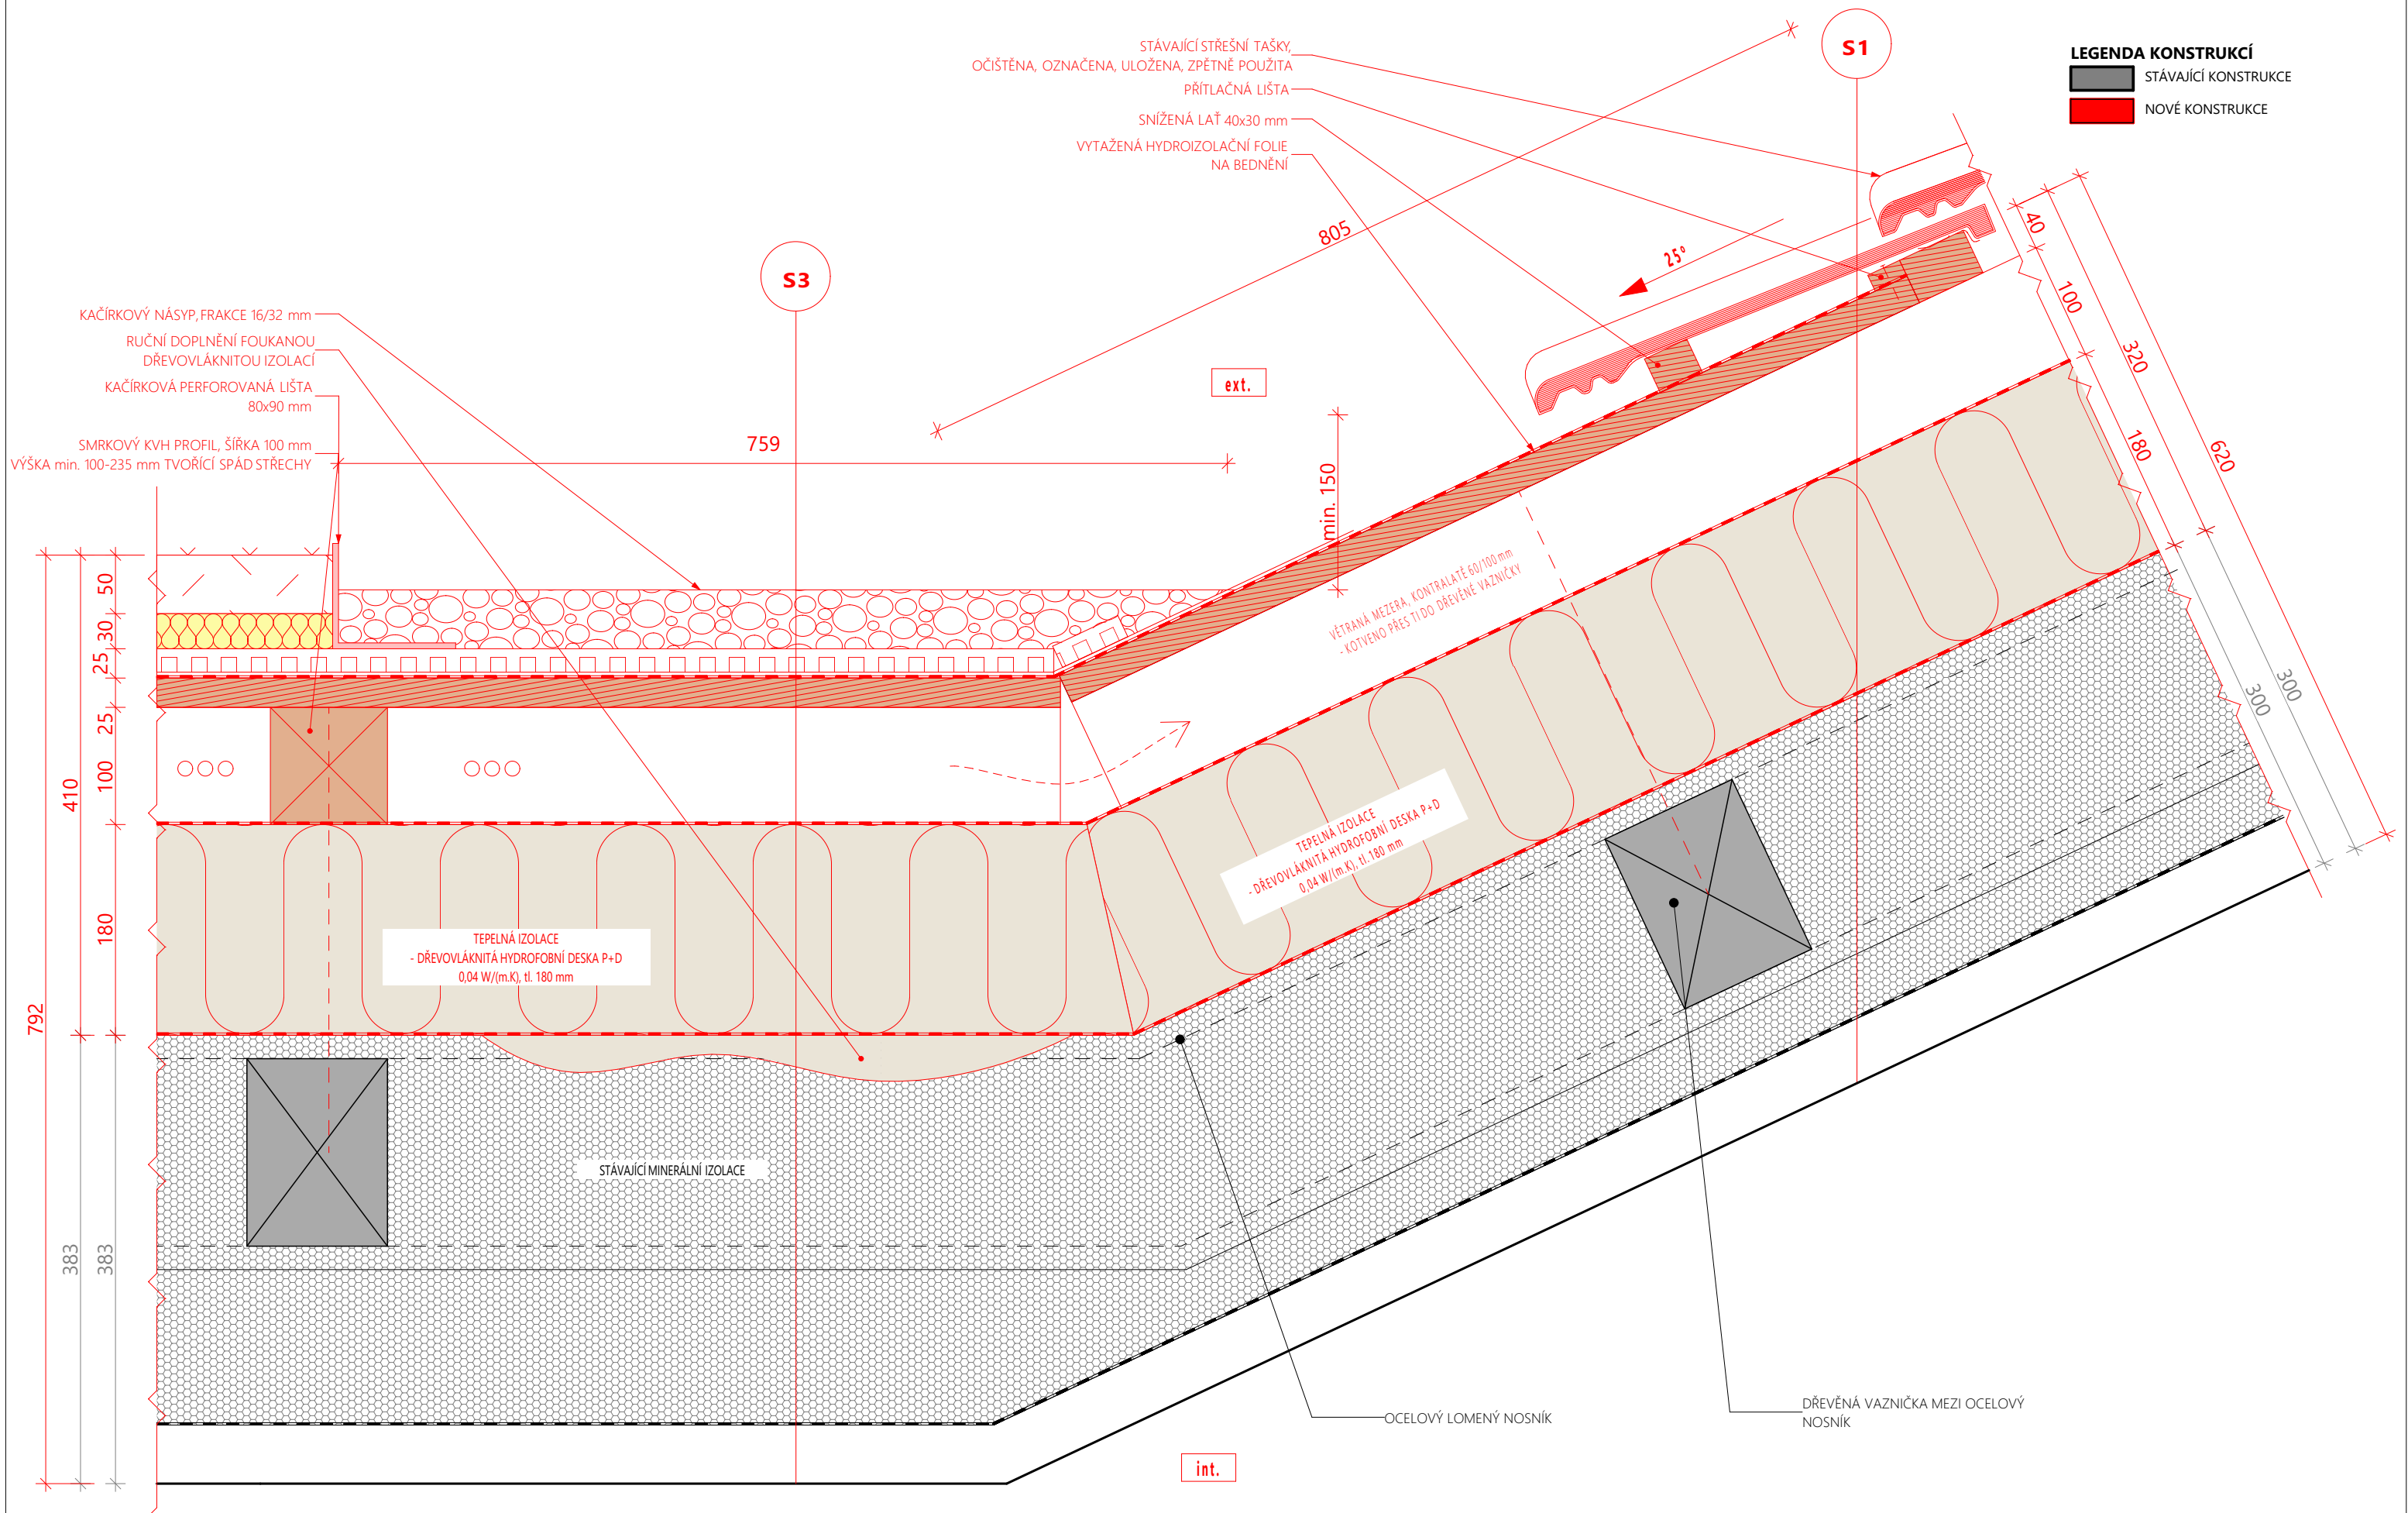 STÁVAJÍCÍ STŘEŠNÍ TAŠKY,
OČIŠTĚNA, OZNAČENA, ULOŽENA, ZPĚTNĚ POUŽITA
PŘÍTLAČNÁ LIŠTA
SNÍŽENÁ LAŤ 40x30 mm
VYTAŽENÁ HYDROIZOLAČNÍ FOLIE
NA BEDNĚNÍ
S1
LEGENDA KONSTRUKCÍ
STÁVAJÍCÍ KONSTRUKCE
NOVÉ KONSTRUKCE
805
25°
40
100
320
180
620
300
300
S3
KAČÍRKOVÝ NÁSYP, FRAKCE 16/32 mm
RUČNÍ DOPLNĚNÍ FOUKANOU
DŘEVOVLÁKNITOU IZOLACÍ
KAČÍRKOVÁ PERFOROVANÁ LIŠTA
80x90 mm
SMRKOVÝ KVH PROFIL, ŠÍŘKA 100 mm
VÝŠKA min. 100-235 mm TVOŘÍCÍ SPÁD STŘECHY
ext.
759
min. 150
50
30
25
25
100
180
410
792
383
383
VĚTRANÁ MEZERA, KONTRALATĚ 60/100 mm
- KOTVENO PŘES TI DO DŘEVĚNÉ VAZNIČKY
TEPELNÁ IZOLACE
- DŘEVOVLÁKNITÁ HYDROFOBNÍ DESKA P+D
0,04 W/(m.K), tl. 180 mm
TEPELNÁ IZOLACE
- DŘEVOVLÁKNITÁ HYDROFOBNÍ DESKA P+D
0,04 W/(m.K), tl. 180 mm
STÁVAJÍCÍ MINERÁLNÍ IZOLACE
OCELOVÝ LOMENÝ NOSNÍK
DŘEVĚNÁ VAZNIČKA MEZI OCELOVÝ
NOSNÍK
int.